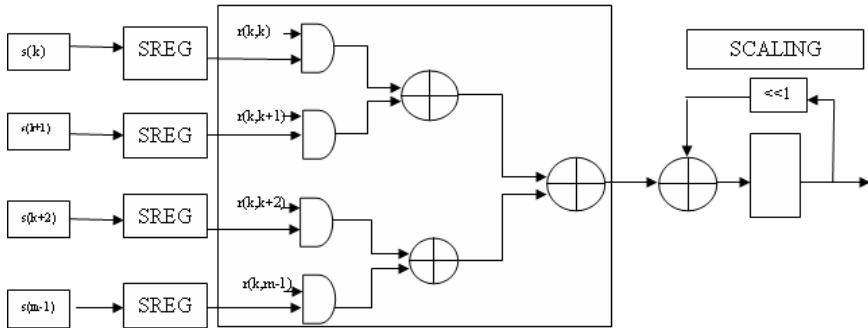 s(k)
SREG
r(k,k)
SCALING
<<1
s(k+1)
SREG
r(k,k+1)
s(k+2)
SREG
r(k,k+2)
s(m-1)
SREG
r(k,m-1)